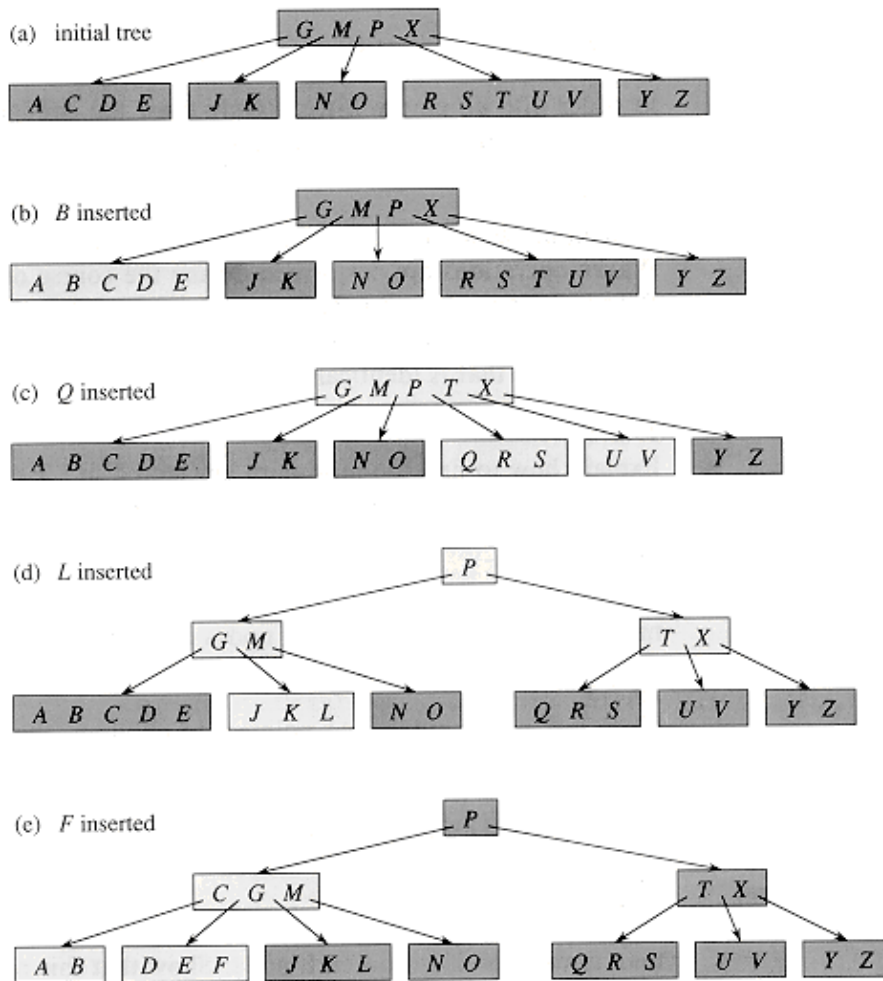 (a) initial tree
G M P X
A C D E J K N O R S T U V Y Z
(b) B inserted
G M P X
A B C D E J K N O R S T U V Y Z
(c) Q inserted
G M P T X
A B C D E J K N O Q R S U V Y Z
(d) L inserted
P
G M T X
A B C D E J K L N O Q R S U V Y Z
(e) F inserted
P
C G M T X
A B D E F J K L N O Q R S U V Y Z